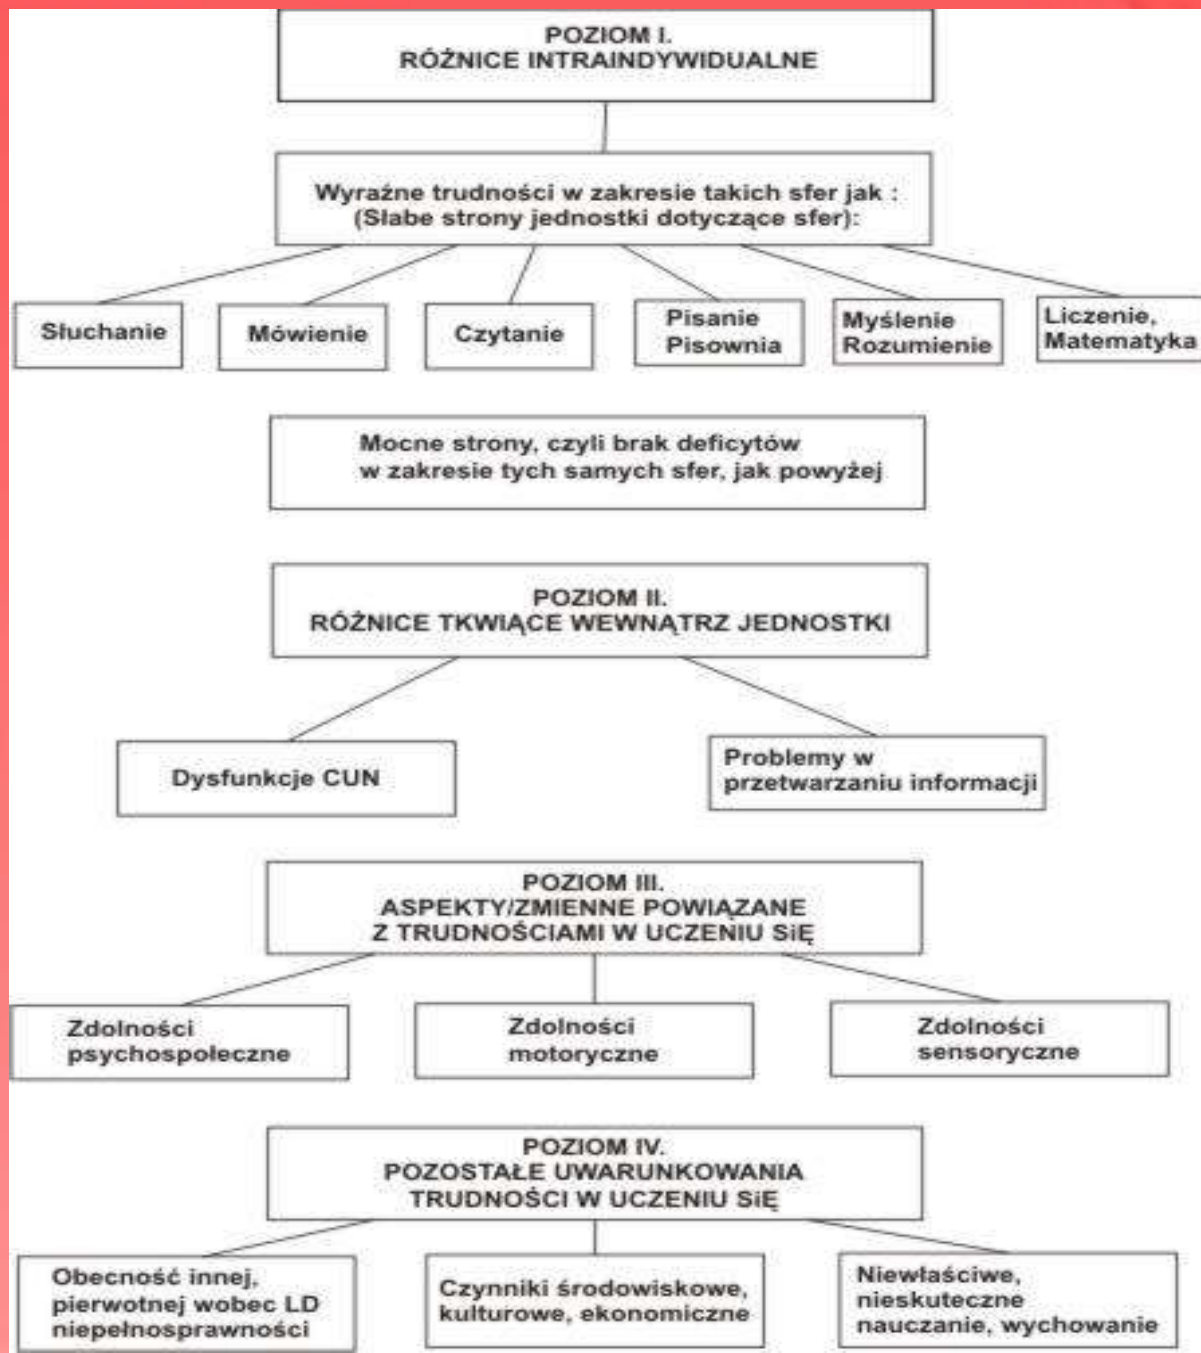 POZIOM I.
RÓŻNICE INTRAINDYWIDUALNE
Wyraźne trudności w zakresie takich sfer jak :
(Słabe strony jednostki dotyczące sfer):
Słuchanie
Mówienie
Czytanie
Pisanie
Pisownia
Myślenie
Rozumienie
Liczenie,
Matematyka
Mocne strony, czyli brak deficytów
w zakresie tych samych sfer, jak powyżej
POZIOM II.
RÓŻNICE TKWIĄCE WEWNĄTRZ JEDNOSTKI
Dysfunkcje CUN
Problemy w
przetwarzaniu informacji
POZIOM III.
ASPEKTY/ZMIENNE POWIĄZANE
Z TRUDNOŚCIAMI W UCZENIU SiĘ
Zdolności
psychospołeczne
Zdolności
motoryczne
Zdolności
sensoryczne
POZIOM IV.
POZOSTAŁE UWARUNKOWANIA
TRUDNOŚCI W UCZENIU SiĘ
Obecność innej,
pierwotnej wobec LD
niepełnosprawności
Czynniki środowiskowe,
kulturowe, ekonomiczne
Niewłaściwe,
nieskuteczne
nauczanie, wychowanie